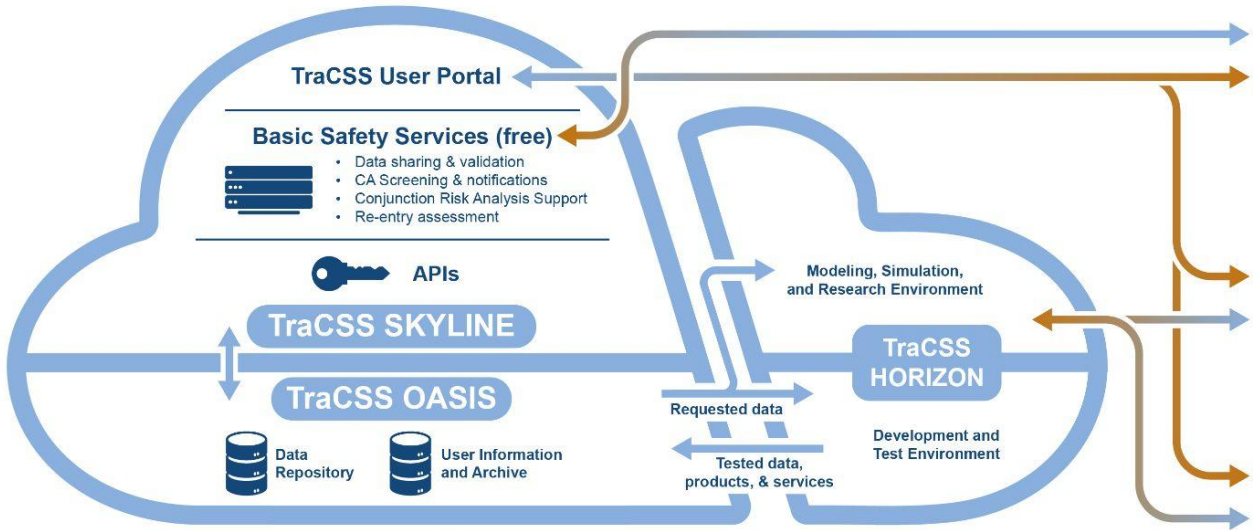 TraCSS User Portal
Basic Safety Services (free)
• Data sharing & validation
• CA Screening & notifications
• Conjunction Risk Analysis Support
• Re-entry assessment
APIs
TraCSS SKYLINE
TraCSS OASIS
Data
Repository
User Information
and Archive
Requested data
Tested data,
products, & services
Modeling, Simulation,
and Research Environment
TraCSS
HORIZON
Development and
Test Environment